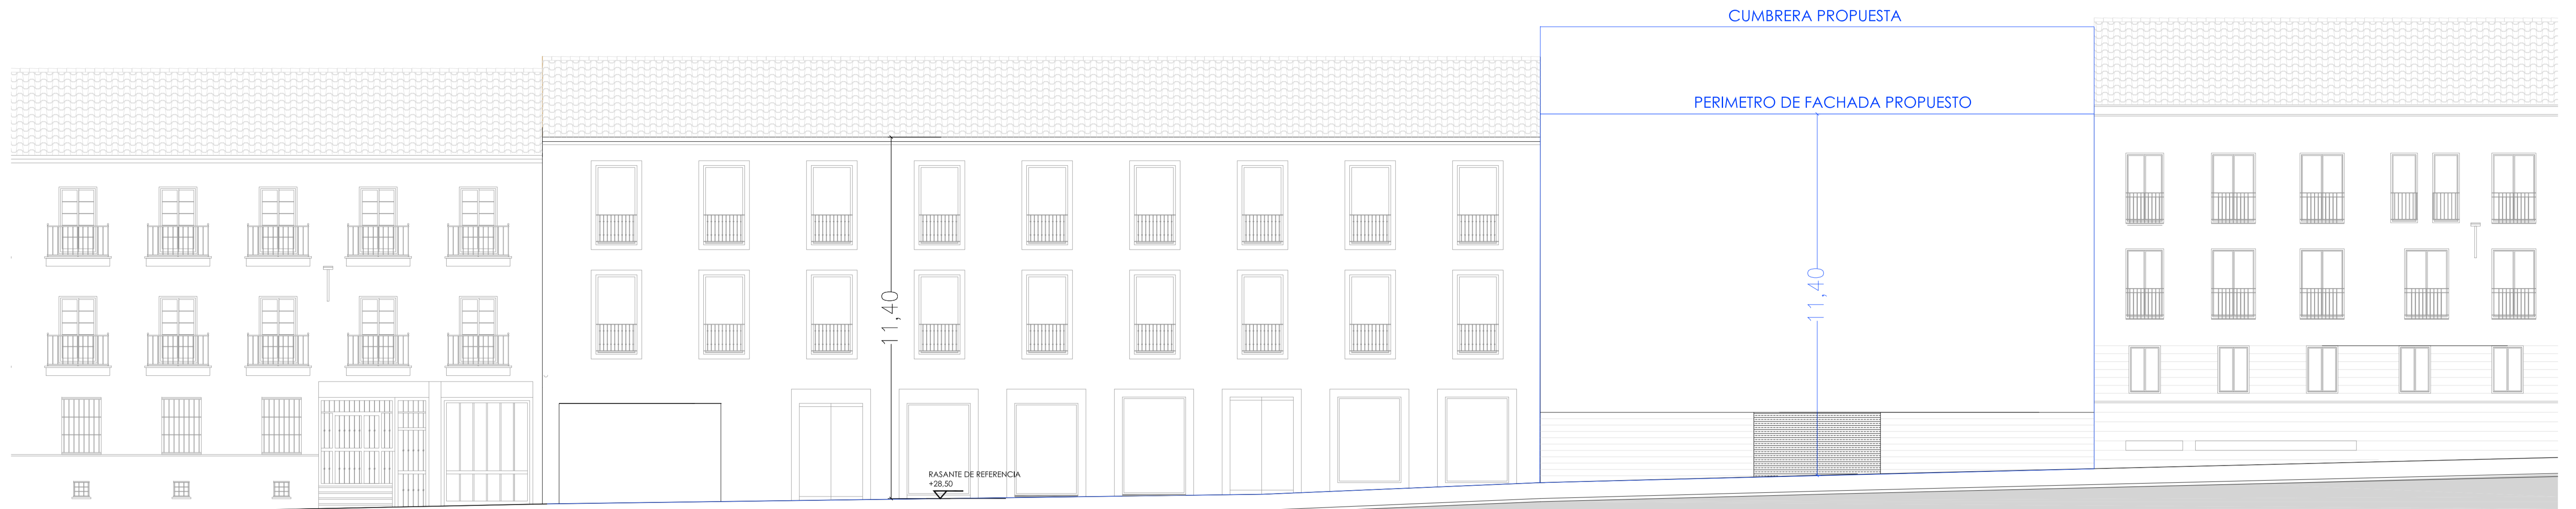 CUMBRERA PROPUESTA
PERIMETRO DE FACHADA PROPUESTO
11,40
11,40
RASANTE DE REFERENCIA
+28.50